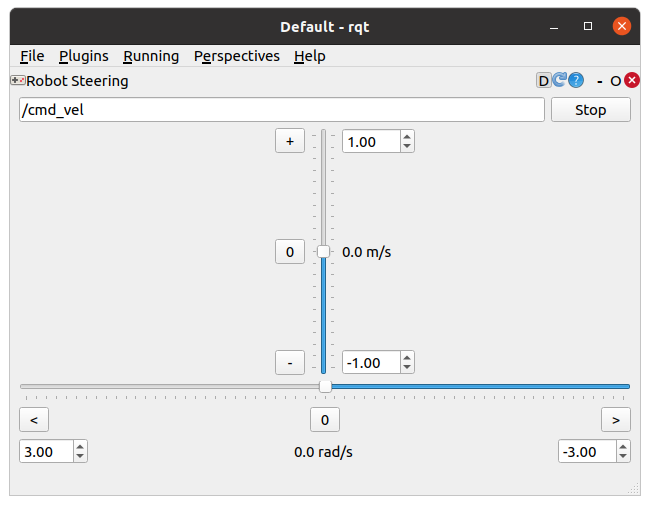 Default - rqt
File Plugins Running Perspectives Help
Robot Steering D ? - O
/cmd_vel Stop
+ 1.00
0 0.0 m/s
- -1.00
< 0 >
3.00 0.0 rad/s -3.00